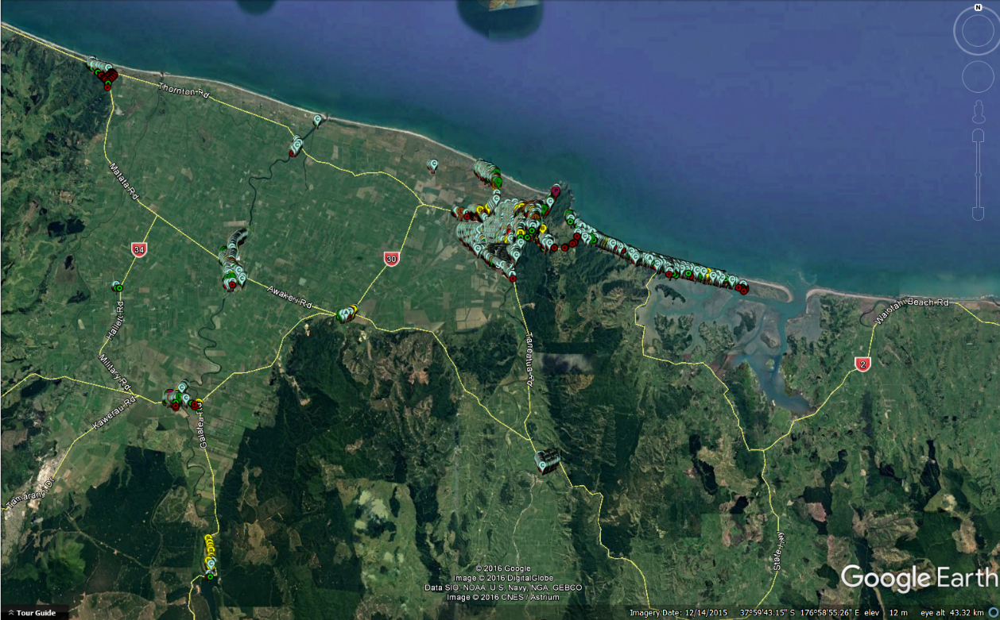 N
Thornton Rd
Matata Rd
34
30
Awakeri Rd
Hallett Rd
Waiotahi Beach Rd
Taneatua Rd
2
Military Rd
Kawerau Rd
Galatea Rd
Tamarangi Dr
State Hwy
© 2016 Google
Image © 2016 DigitalGlobe
Data SIO, NOAA, U.S. Navy, NGA, GEBCO
Image © 2016 CNES / Astrium
Google Earth
Tour Guide
Imagery Date: 12/14/2015 37°59'43.15" S 176°58'55.26" E elev 12 m eye alt 43.32 km